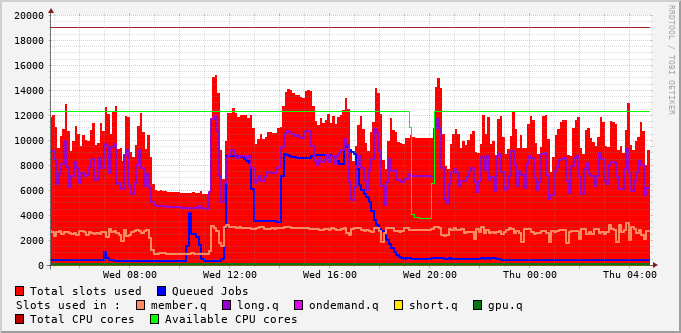 20000
18000
16000
14000
12000
10000
8000
6000
4000
2000
0
Wed 08:00 Wed 12:00 Wed 16:00 Wed 20:00 Thu 00:00 Thu 04:00
Total slots used Queued Jobs
Slots used in : member.q long.q ondemand.q short.q gpu.q
Total CPU cores Available CPU cores
RRDTOOL / TOBI OETIKER